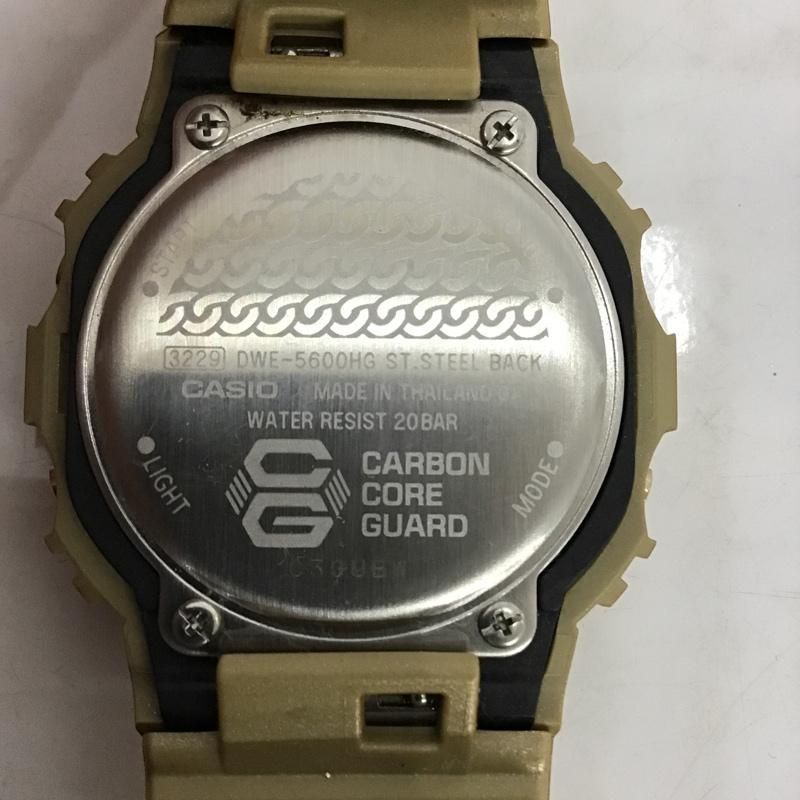 START
3229 DWE-5600HG ST.STEEL BACK
CASIO MADE IN THAILAND
WATER RESIST 20BAR
LIGHT
MODE
CG
CARBON
CORE
GUARD